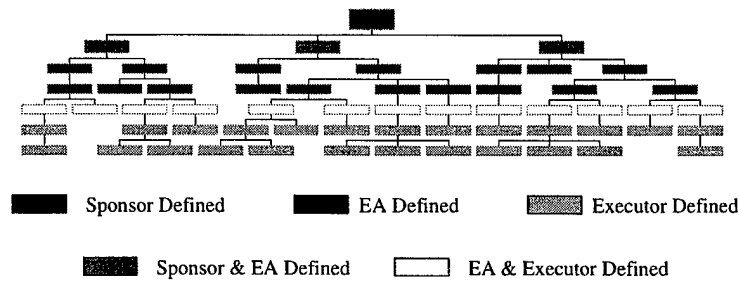 Sponsor Defined
EA Defined
Executor Defined
Sponsor & EA Defined
EA & Executor Defined